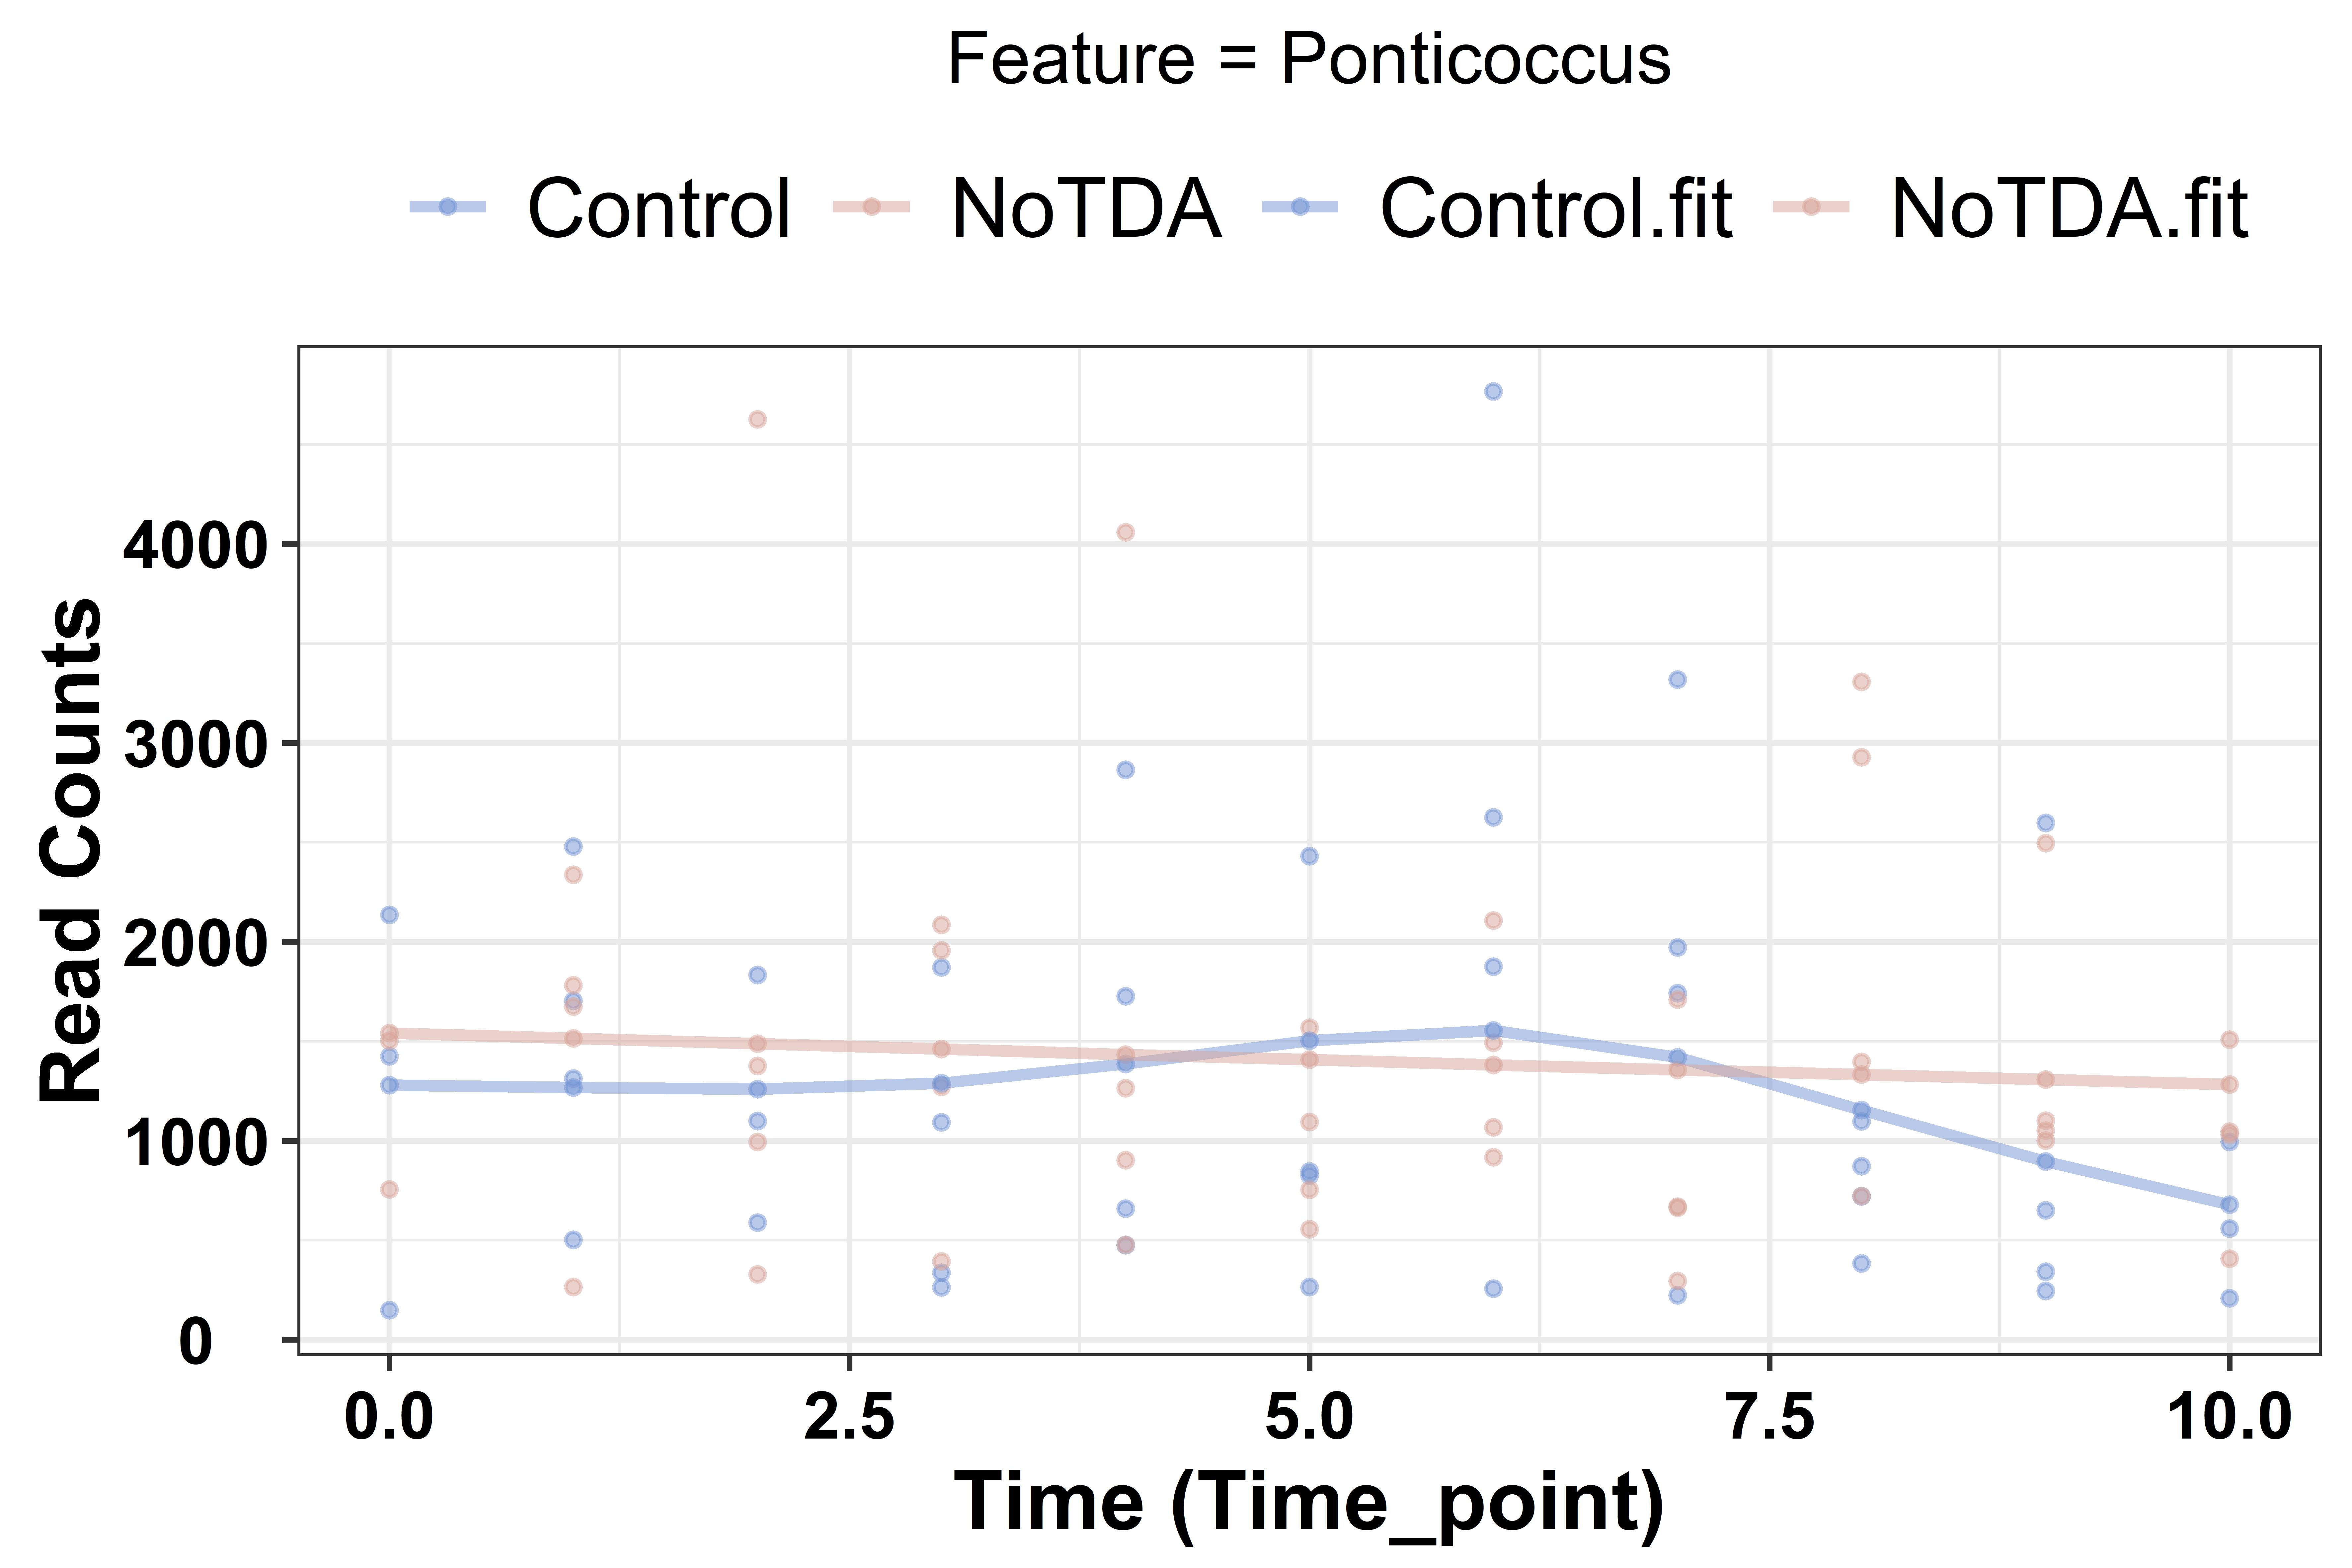 Feature = Ponticoccus
Control NoTDA Control.fit NoTDA.fit
Read Counts
4000
3000
2000
1000
0
0.0 2.5 5.0 7.5 10.0
Time (Time_point)